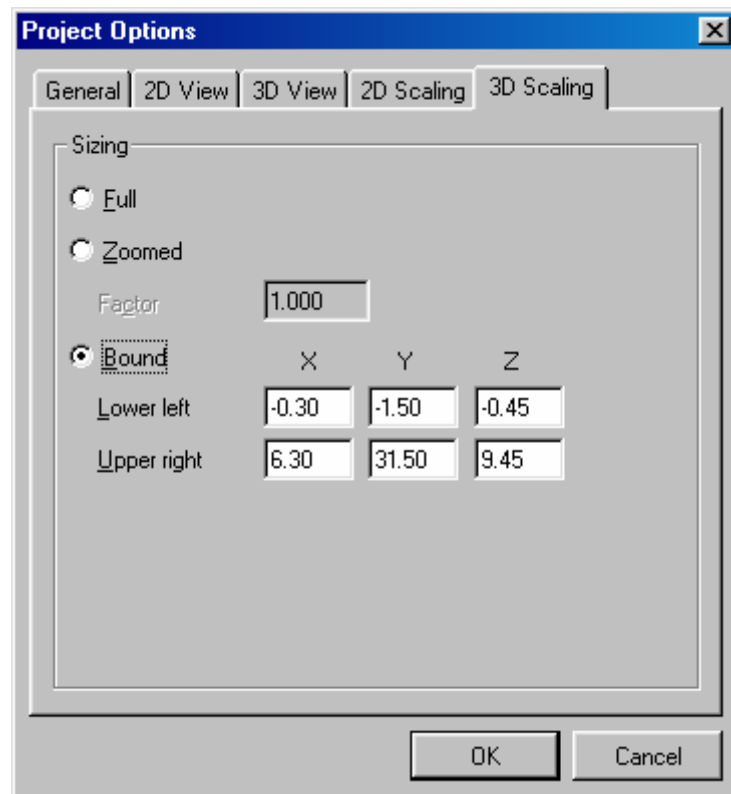 Project Options
General 2D View 3D View 2D Scaling 3D Scaling
Sizing
Full
Zoomed
Factor 1.000
Bound X Y Z
Lower left -0.30 -1.50 -0.45
Upper right 6.30 31.50 9.45
OK Cancel